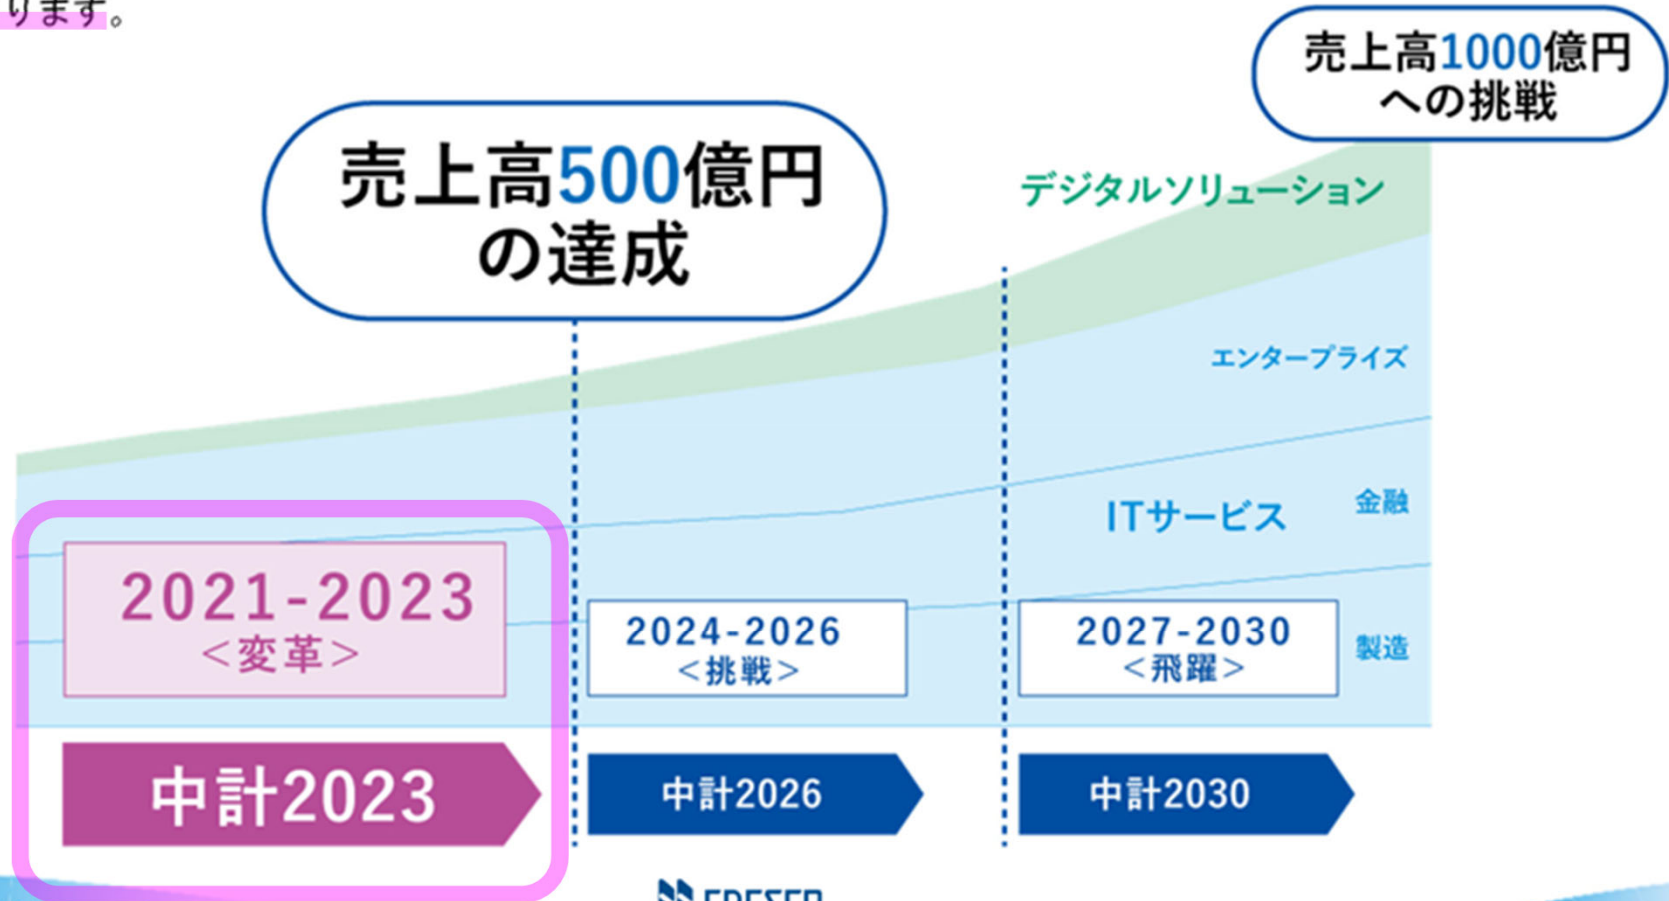 ります。
売上高1000億円
への挑戦
売上高500億円
の達成
デジタルソリューション
エンタープライズ
ITサービス
金融
製造
2021-2023
<変革>
2024-2026
<挑戦>
2027-2030
<飛躍>
中計2023
中計2026
中計2030